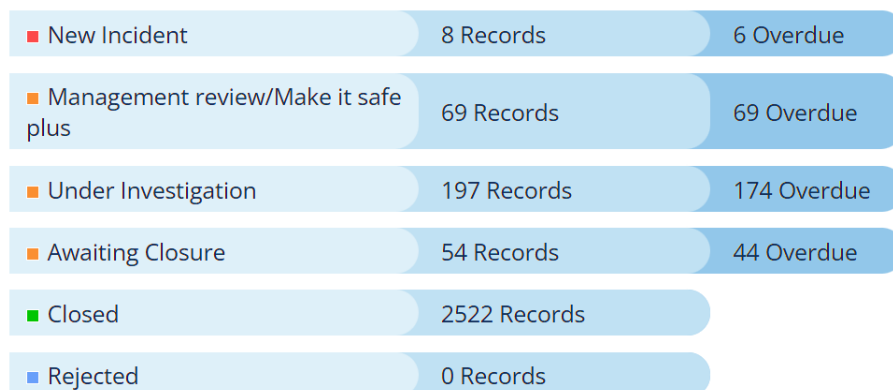 New Incident 8 Records 6 Overdue
Management review/Make it safe
plus 69 Records 69 Overdue
Under Investigation 197 Records 174 Overdue
Awaiting Closure 54 Records 44 Overdue
Closed 2522 Records
Rejected 0 Records